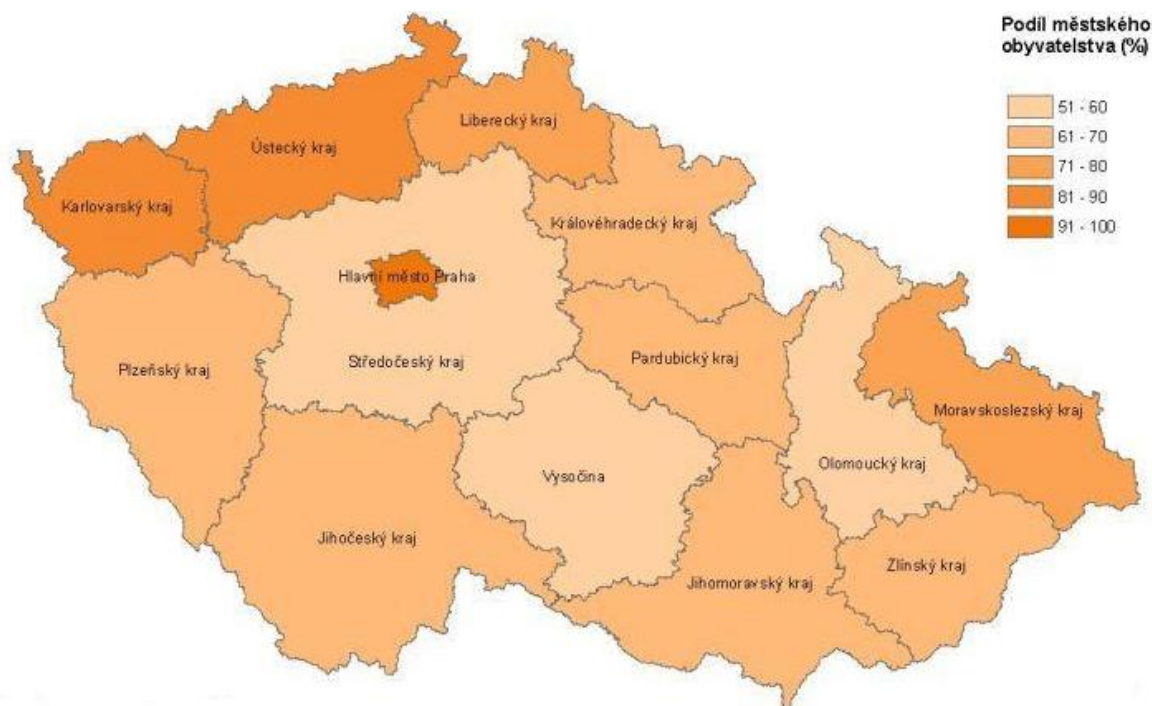 Podíl městského
obyvatelstva (%)
51 - 60
61 - 70
71 - 80
81 - 90
91 - 100
Liberecký kraj
Ústecký kraj
Karlovarský kraj
Královéhradecký kraj
Hlavní město Praha
Středočeský kraj
Pardubický kraj
Plzeňský kraj
Moravskoslezský kraj
Olomoucký kraj
Vysočina
Jihočeský kraj
Zlínský kraj
Jihomoravský kraj